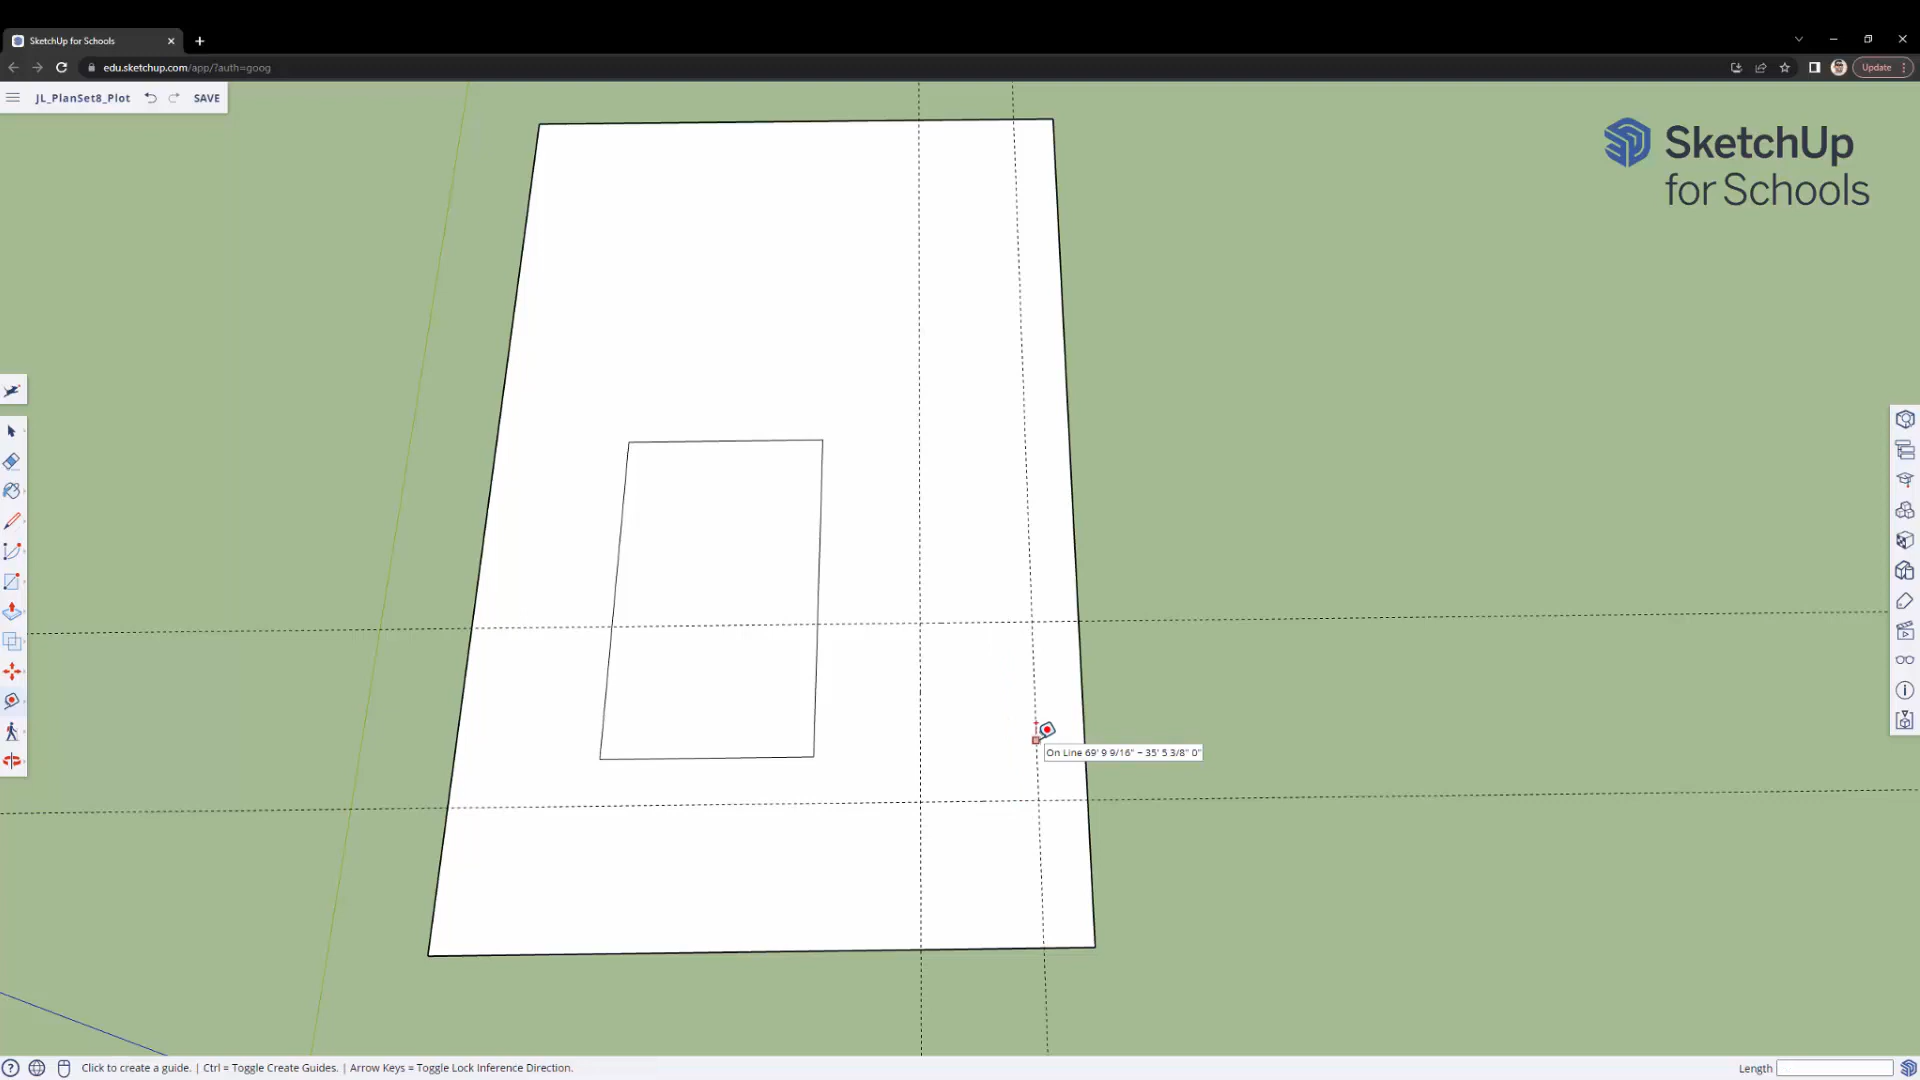 SketchUp for Schools
edu.sketchup.com/app/?auth=goog
Update
JL_PlanSet8_Plot
SAVE
SketchUp
for Schools
On Line 69' 9 9/16" ~ 35' 5 3/8" 0"
Click to create a guide. | Ctrl = Toggle Create Guides. | Arrow Keys = Toggle Lock Inference Direction.
Length